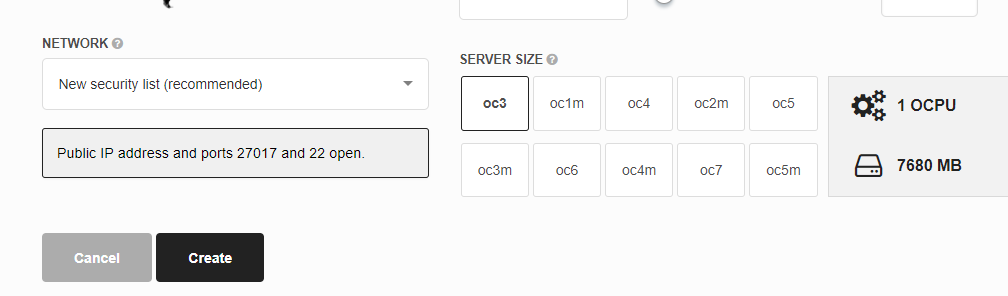 NETWORK ?
New security list (recommended)
Public IP address and ports 27017 and 22 open.
SERVER SIZE ?
oc3 oc1m oc4 oc2m oc5
oc3m oc6 oc4m oc7 oc5m
1 OCPU
7680 MB
Cancel Create